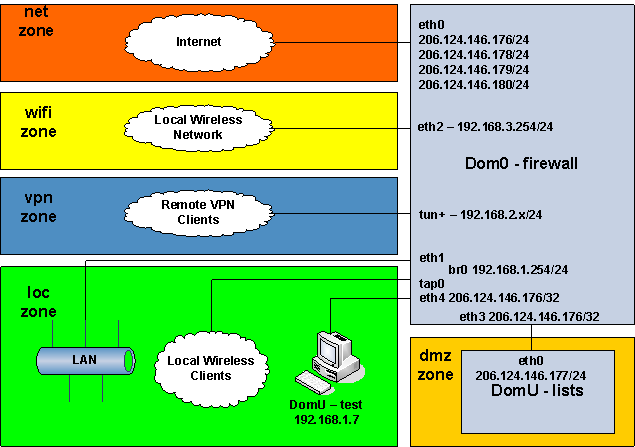 net
zone
Internet
eth0
206.124.146.176/24
206.124.146.178/24
206.124.146.179/24
206.124.146.180/24
wifi
zone
Local Wireless
Network
eth2 – 192.168.3.254/24
Dom0 - firewall
vpn
zone
Remote VPN
Clients
tun+ – 192.168.2.x/24
eth1
br0 192.168.1.254/24
tap0
eth4 206.124.146.176/32
eth3 206.124.146.176/32
loc
zone
LAN
Local Wireless
Clients
DomU – test
192.168.1.7
dmz
zone
eth0
206.124.146.177/24
DomU - lists